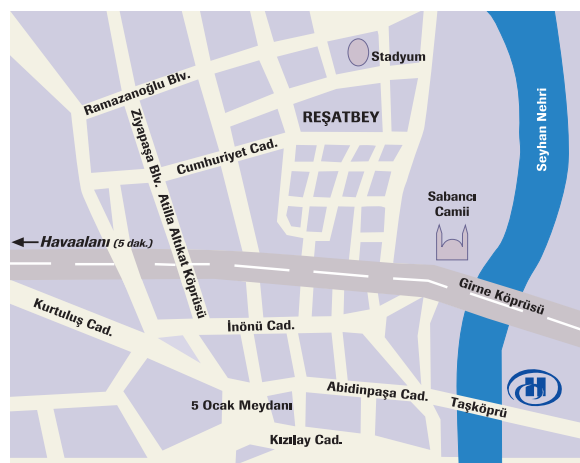 Stadyum
Ramazanoğlu Blv.
REŞATBEY
Ziyapaşa Blv.
Cumhuriyet Cad.
Seyhan Nehri
Sabancı
Camii
Atilla Altıkat Köprüsü
Havaalanı (5 dak.)
Girne Köprüsü
Kurtuluş Cad.
İnönü Cad.
Abidinpaşa Cad.
Taşköprü
5 Ocak Meydanı
Kızılay Cad.
H